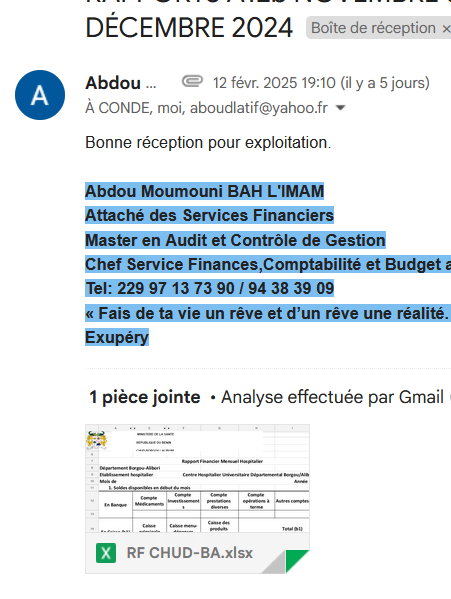 DÉCEMBRE 2024 Boîte de réception ×
A
Abdou ... 12 févr. 2025 19:10 (il y a 5 jours)
À CONDE, moi, aboudlatif@yahoo.fr
Bonne réception pour exploitation.
Abdou Moumouni BAH L'IMAM
Attaché des Services Financiers
Master en Audit et Contrôle de Gestion
Chef Service Finances,Comptabilité et Budget a
Tel: 229 97 13 73 90 / 94 38 39 09
« Fais de ta vie un rêve et d’un rêve une réalité.
Exupéry
1 pièce jointe • Analyse effectuée par Gmail
MINISTERE DE LA SANTE
REPUBLIQUE DU BENIN
Rapport Financier Mensuel Hospitalier
Département Borgou-Alibori
Etablissement hospitalier Centre Hospitalier Universitaire Départemental Borgou/Alib
Mois de Année
1. Soldes disponibles en début du mois
En Banque Compte Médicaments Compte Investissements Compte prestations diverses Compte opérations à terme Autres comptes
Caisse Caisse menu- Caisse des produits Total (b1)
X RF CHUD-BA.xlsx